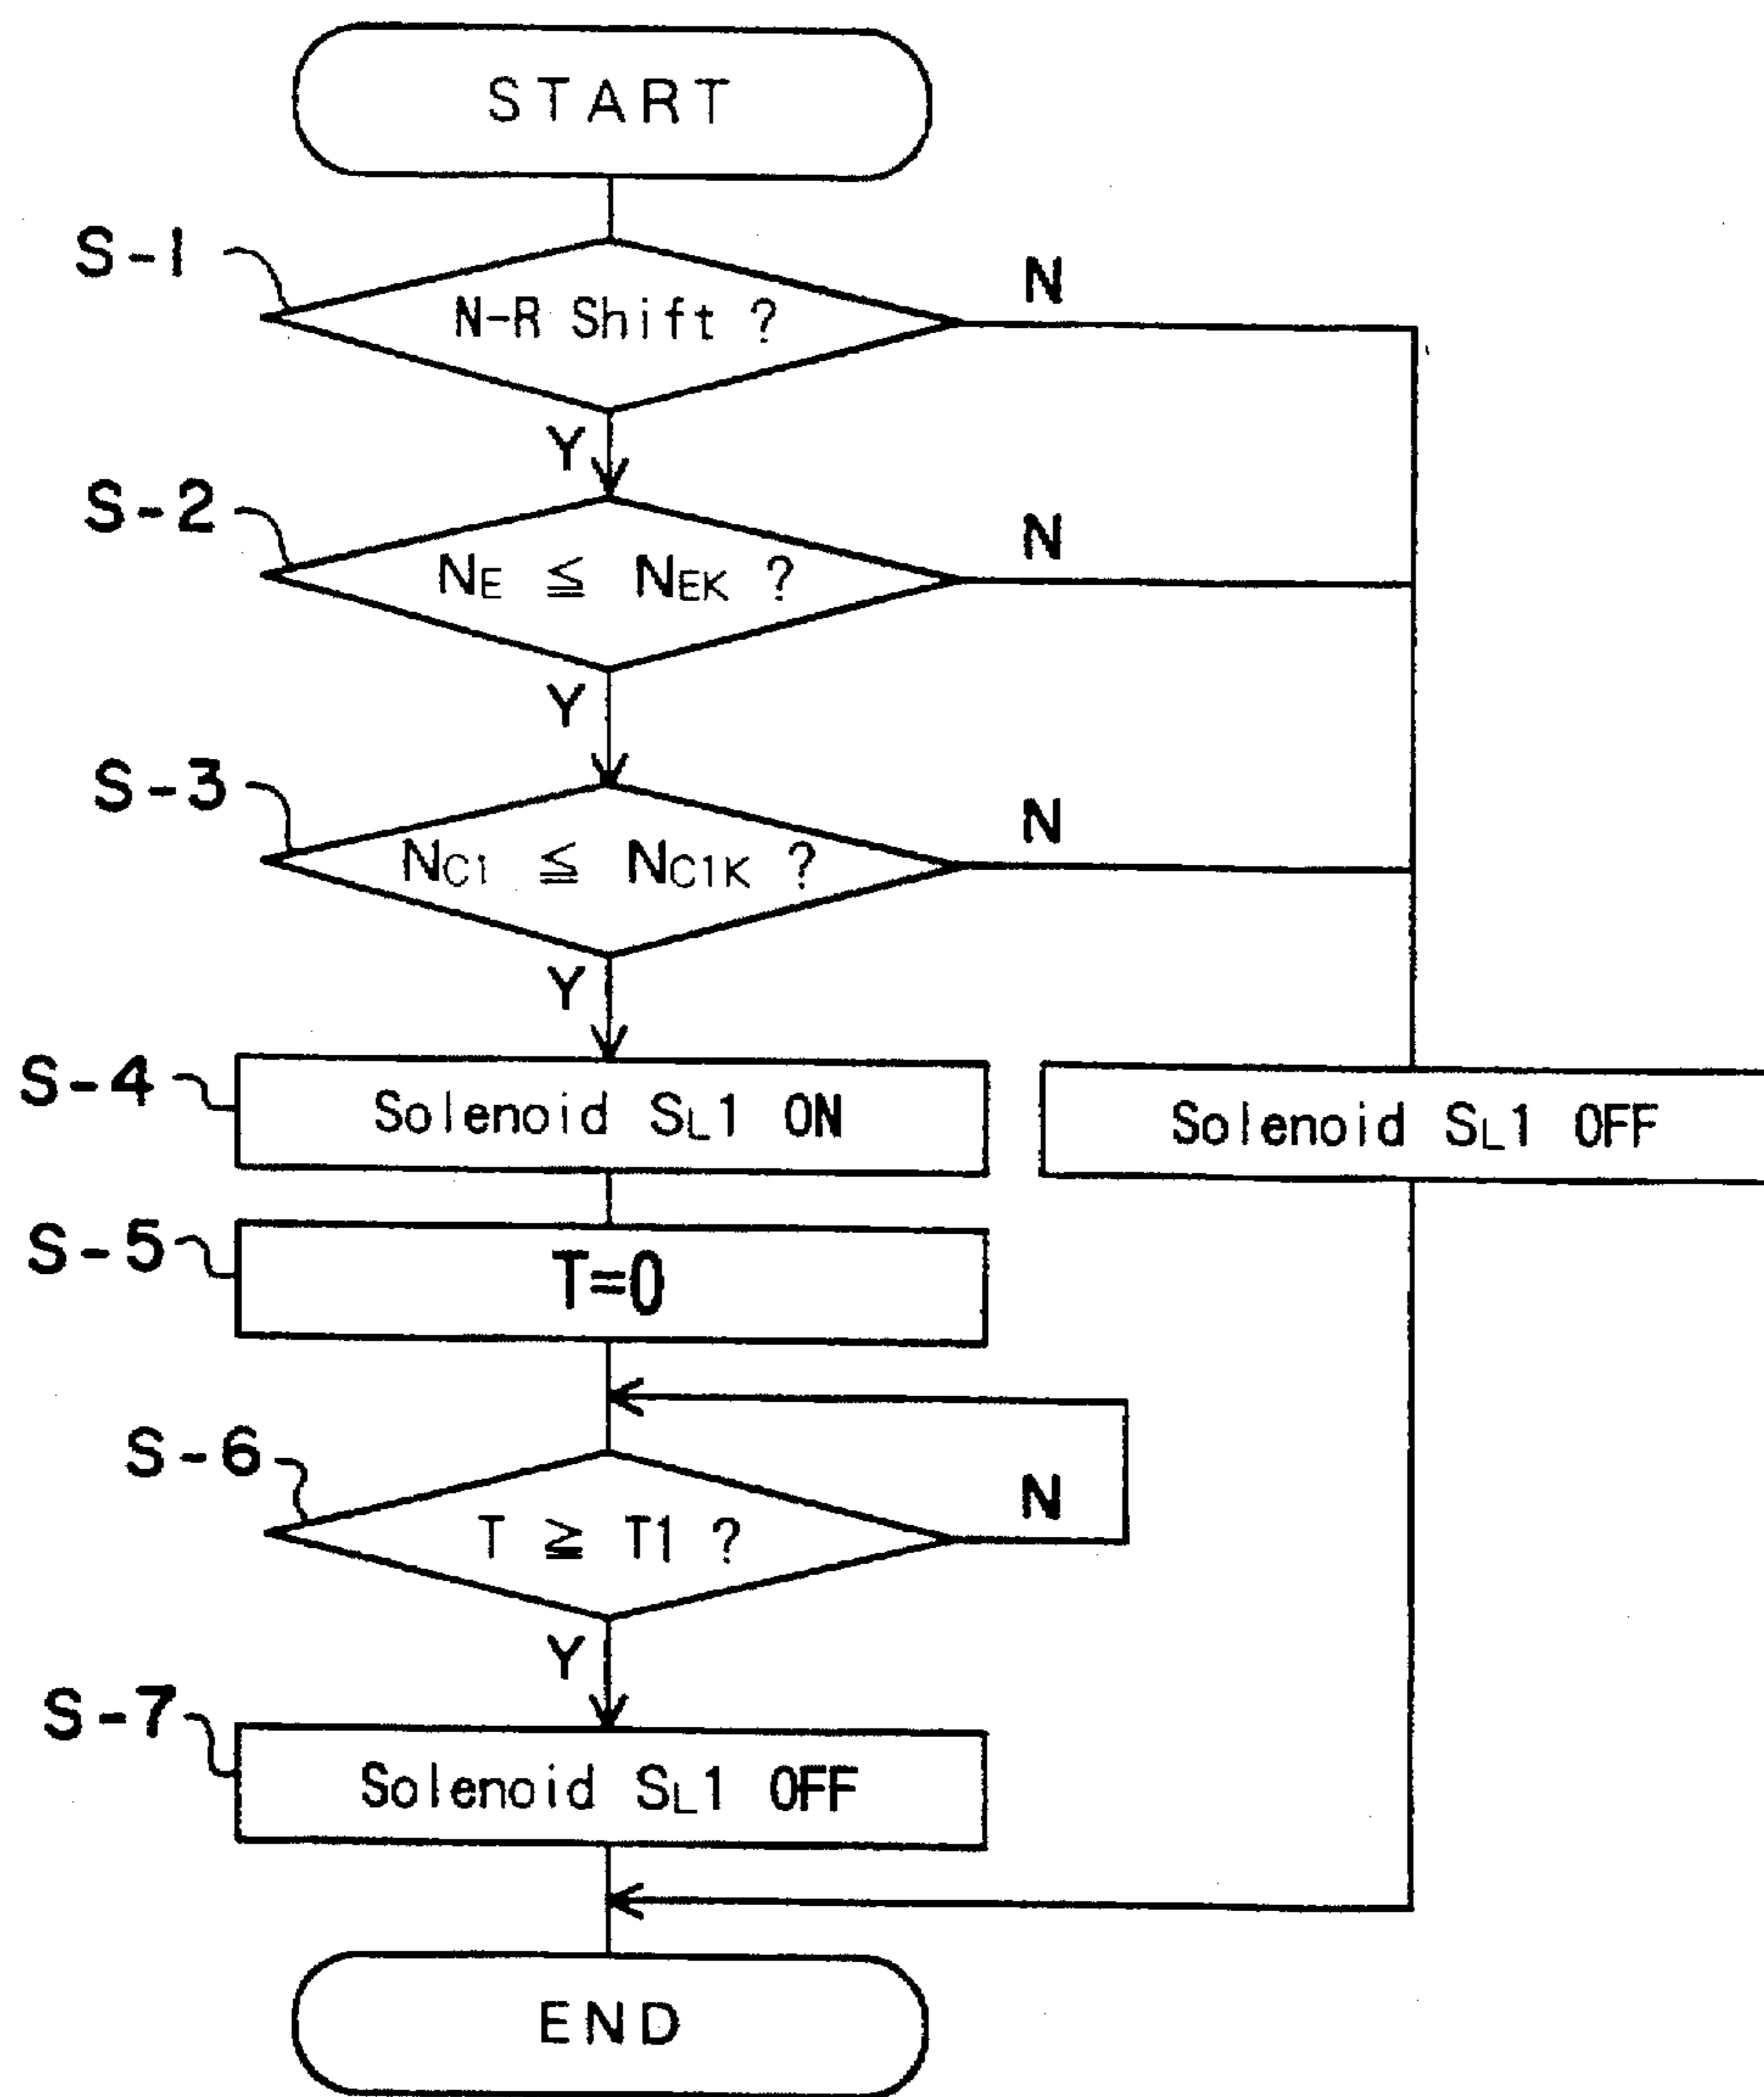 START
S-1
N-R Shift ?
N
Y
S-2
NE ≦ NEK ?
N
Y
S-3
NC1 ≦ NC1K ?
N
Y
S-4
Solenoid SL1 ON
Solenoid SL1 OFF
S-5
T=0
S-6
T ≧ T1 ?
N
Y
S-7
Solenoid SL1 OFF
END